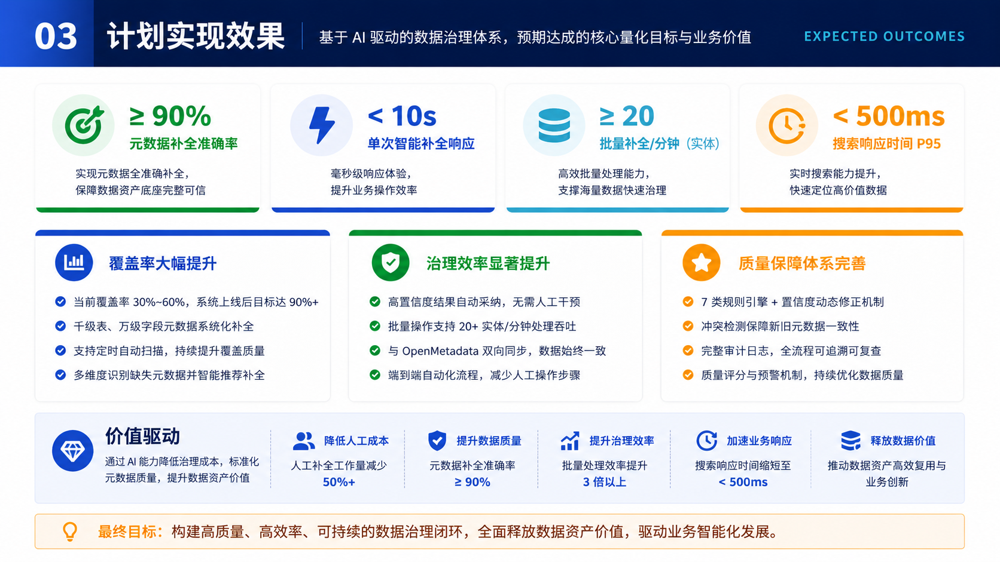 03
计划实现效果
基于 AI 驱动的数据治理体系，预期达成的核心量化目标与业务价值
EXPECTED OUTCOMES
≥ 90%
元数据补全准确率
实现元数据全准确补全，
保障数据资产底座完整可信
< 10s
单次智能补全响应
毫秒级响应体验，
提升业务操作效率
≥ 20
批量补全/分钟（实体）
高效批量处理能力，
支撑海量数据快速治理
< 500ms
搜索响应时间 P95
实时搜索能力提升，
快速定位高价值数据
覆盖率大幅提升
当前覆盖率 30%~60%，系统上线后目标达 90%+
千级表、万级字段元数据系统化补全
支持定时自动扫描，持续提升覆盖质量
多维度识别缺失元数据并智能推荐补全
治理效率显著提升
高置信度结果自动采纳，无需人工干预
批量操作支持 20+ 实体/分钟处理吞吐
与 OpenMetadata 双向同步，数据始终一致
端到端自动化流程，减少人工操作步骤
质量保障体系完善
7 类规则引擎 + 置信度动态修正机制
冲突检测保障新旧元数据一致性
完整审计日志，全流程可追溯可复查
质量评分与预警机制，持续优化数据质量
价值驱动
通过 AI 能力降低治理成本，标准化
元数据质量，提升数据资产价值
降低人工成本
人工补全工作量减少
50%+
提升数据质量
元数据补全准确率
≥ 90%
提升治理效率
批量处理效率提升
3 倍以上
加速业务响应
搜索响应时间缩短至
< 500ms
释放数据价值
推动数据资产高效复用与
业务创新
最终目标：构建高质量、高效率、可持续的数据治理闭环，全面释放数据资产价值，驱动业务智能化发展。